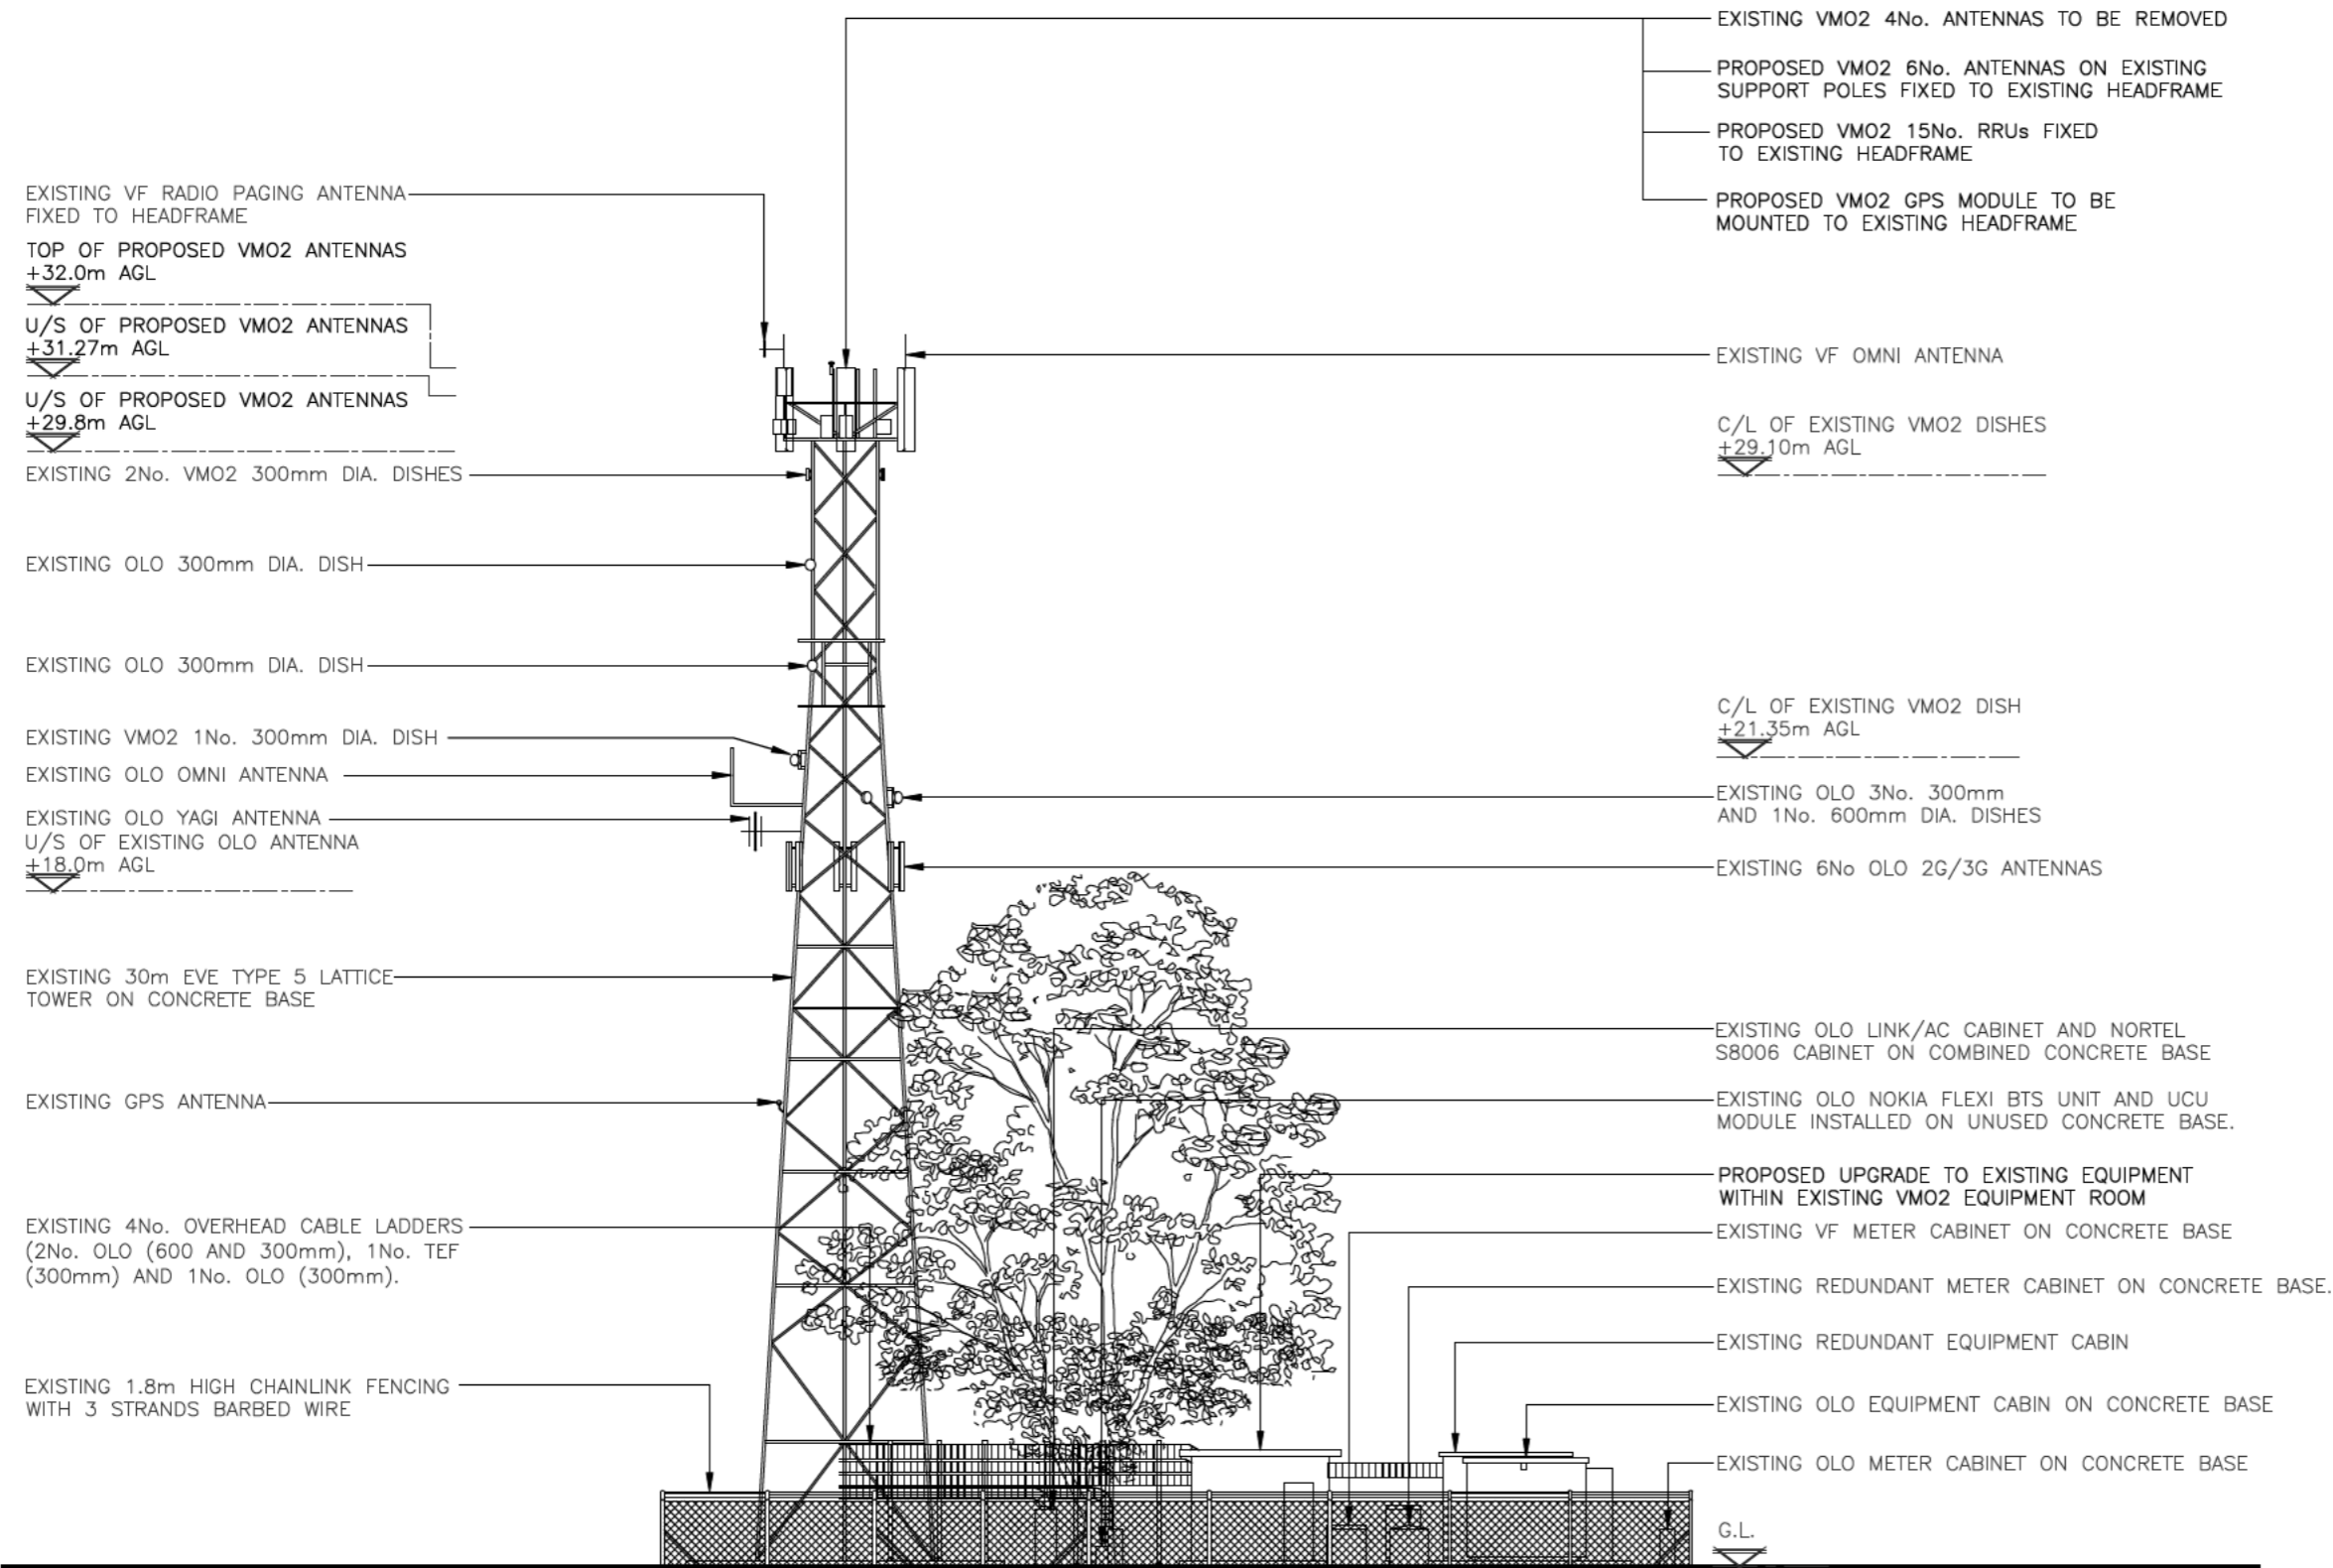 EXISTING VMO2 4No. ANTENNAS TO BE REMOVED
PROPOSED VMO2 6No. ANTENNAS ON EXISTING
SUPPORT POLES FIXED TO EXISTING HEADFRAME
PROPOSED VMO2 15No. RRUs FIXED
TO EXISTING HEADFRAME
PROPOSED VMO2 GPS MODULE TO BE
MOUNTED TO EXISTING HEADFRAME
EXISTING VF RADIO PAGING ANTENNA
FIXED TO HEADFRAME
TOP OF PROPOSED VMO2 ANTENNAS
+32.0m AGL
U/S OF PROPOSED VMO2 ANTENNAS
+31.27m AGL
U/S OF PROPOSED VMO2 ANTENNAS
+29.8m AGL
EXISTING 2No. VMO2 300mm DIA. DISHES
EXISTING OLO 300mm DIA. DISH
EXISTING OLO 300mm DIA. DISH
EXISTING VMO2 1No. 300mm DIA. DISH
EXISTING OLO OMNI ANTENNA
EXISTING OLO YAGI ANTENNA
U/S OF EXISTING OLO ANTENNA
+18.0m AGL
EXISTING 30m EVE TYPE 5 LATTICE
TOWER ON CONCRETE BASE
EXISTING GPS ANTENNA
EXISTING 4No. OVERHEAD CABLE LADDERS
(2No. OLO (600 AND 300mm), 1No. TEF
(300mm) AND 1No. OLO (300mm).
EXISTING 1.8m HIGH CHAINLINK FENCING
WITH 3 STRANDS BARBED WIRE
EXISTING VF OMNI ANTENNA
C/L OF EXISTING VMO2 DISHES
+29.10m AGL
C/L OF EXISTING VMO2 DISH
+21.35m AGL
EXISTING OLO 3No. 300mm
AND 1No. 600mm DIA. DISHES
EXISTING 6No OLO 2G/3G ANTENNAS
EXISTING OLO LINK/AC CABINET AND NORTEL
S8006 CABINET ON COMBINED CONCRETE BASE
EXISTING OLO NOKIA FLEXI BTS UNIT AND UCU
MODULE INSTALLED ON UNUSED CONCRETE BASE.
PROPOSED UPGRADE TO EXISTING EQUIPMENT
WITHIN EXISTING VMO2 EQUIPMENT ROOM
EXISTING VF METER CABINET ON CONCRETE BASE
EXISTING REDUNDANT METER CABINET ON CONCRETE BASE.
EXISTING REDUNDANT EQUIPMENT CABIN
EXISTING OLO EQUIPMENT CABIN ON CONCRETE BASE
EXISTING OLO METER CABINET ON CONCRETE BASE
G.L.